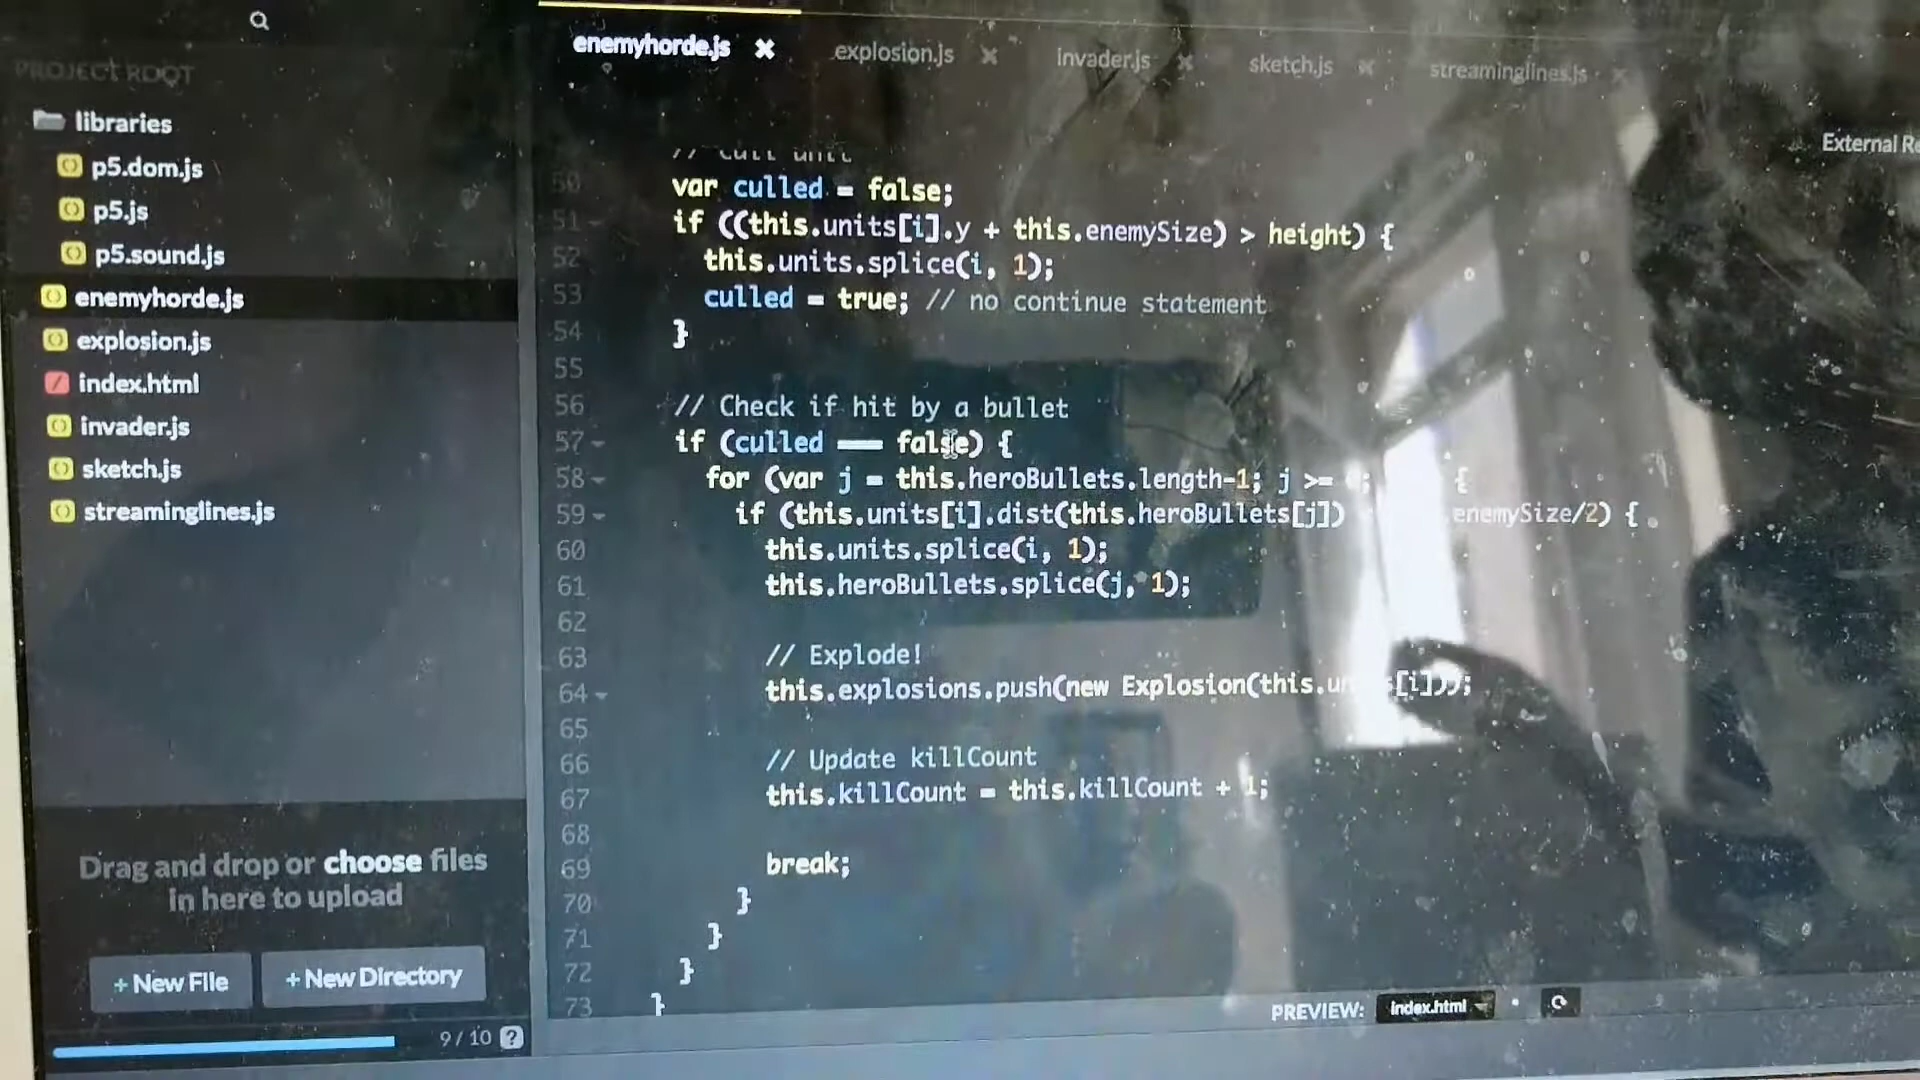 PROJECT ROOT
libraries
p5.dom.js
p5.js
p5.sound.js
enemyhorde.js
explosion.js
index.html
invader.js
sketch.js
streaminglines.js
Drag and drop or choose files
in here to upload
+ New File
+ New Directory
9 / 10 ?
enemyhorde.js
explosion.js
invader.js
sketch.js
streaminglines.js
External Re
// Cull unit
50 var culled = false;
51 if ((this.units[i].y + this.enemySize) > height) {
52 this.units.splice(i, 1);
53 culled = true; // no continue statement
54 }
55
56 // Check if hit by a bullet
57 if (culled === false) {
58 for (var j = this.heroBullets.length-1; j >= {
59 if (this.units[i].dist(this.heroBullets[j]) .enemySize/2) {
60 this.units.splice(i, 1);
61 this.heroBullets.splice(j, 1);
62
63 // Explode!
64 this.explosions.push(new Explosion(this.un s[i]));
65
66 // Update killCount
67 this.killCount = this.killCount + 1;
68
69 break;
70 }
71 }
72 }
73 }
PREVIEW: index.html